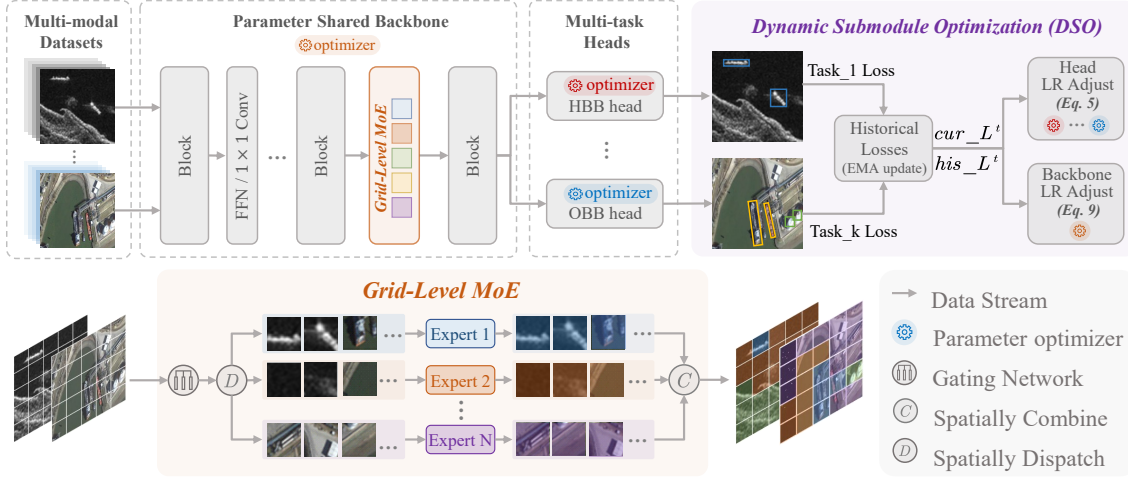 Multi-modal
Datasets
Parameter Shared Backbone
optimizer
Block
FFN / 1 × 1 Conv
...
Block
Grid-Level MoE
Block
Multi-task
Heads
optimizer
HBB head
optimizer
OBB head
Dynamic Submodule Optimization (DSO)
Task_1 Loss
Task_k Loss
Historical
Losses
(EMA update)
cur_L^t
his_L^t
Head
LR Adjust
(Eq. 5)
...
Backbone
LR Adjust
(Eq. 9)
Grid-Level MoE
D
... Expert 1 ...
... Expert 2 ...
... Expert N ...
C
Data Stream
Parameter optimizer
Gating Network
C Spatially Combine
D Spatially Dispatch